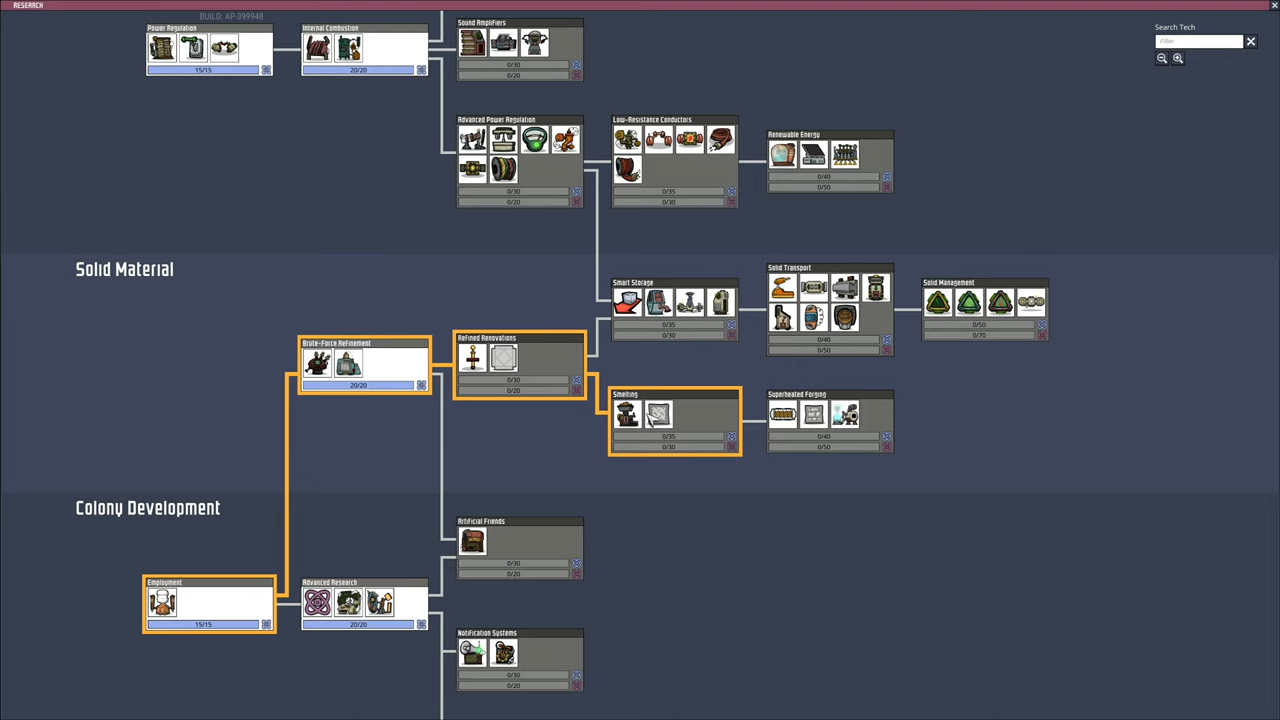 RESEARCH
BUILD: AP-399948
Search Tech
Filter
Power Regulation
15/15
Internal Combustion
20/20
Sound Amplifiers
0/30
0/20
Advanced Power Regulation
0/30
0/20
Low-Resistance Conductors
0/35
0/30
Renewable Energy
0/40
0/50
Solid Material
Smart Storage
0/35
0/30
Solid Transport
0/40
0/50
Solid Management
0/50
0/70
Brute-Force Refinement
20/20
Refined Renovations
0/30
0/20
Smelting
0/35
0/30
Superheated Forging
0/40
0/50
Colony Development
Artificial Friends
0/30
0/20
Employment
15/15
Advanced Research
20/20
Notification Systems
0/30
0/20